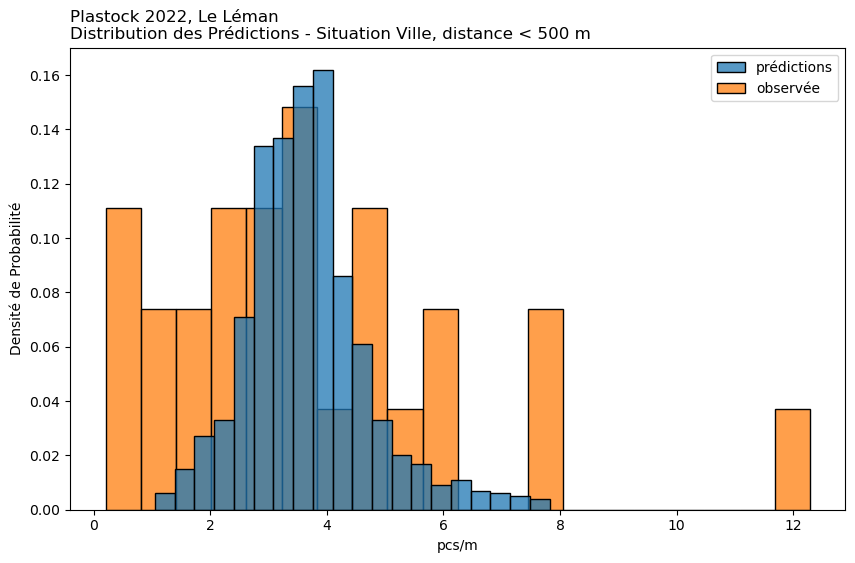 Plastock 2022, Le Léman
Distribution des Prédictions - Situation Ville, distance < 500 m
prédictions
observée
Densité de Probabilité
0.16
0.14
0.12
0.10
0.08
0.06
0.04
0.02
0.00
0
2
4
6
8
10
12
pcs/m